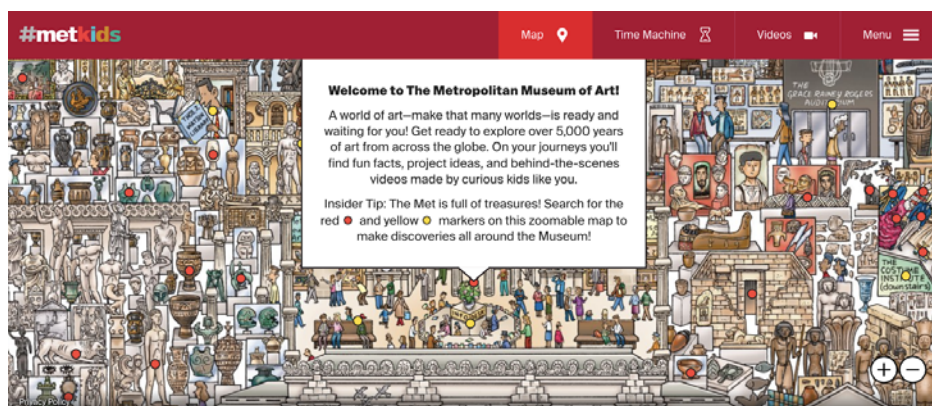 #metkids
Map
Time Machine
Videos
Menu
Welcome to The Metropolitan Museum of Art!
A world of art—make that many worlds—is ready and
waiting for you! Get ready to explore over 5,000 years
of art from across the globe. On your journeys you'll
find fun facts, project ideas, and behind-the-scenes
videos made by curious kids like you.
Insider Tip: The Met is full of treasures! Search for the
red and yellow markers on this zoomable map to
make discoveries all around the Museum!
THE
GRACE RAINEY ROGERS
AUDITORIUM
THE
COSTUME
INSTITUTE
(downstairs)
Privacy Policy